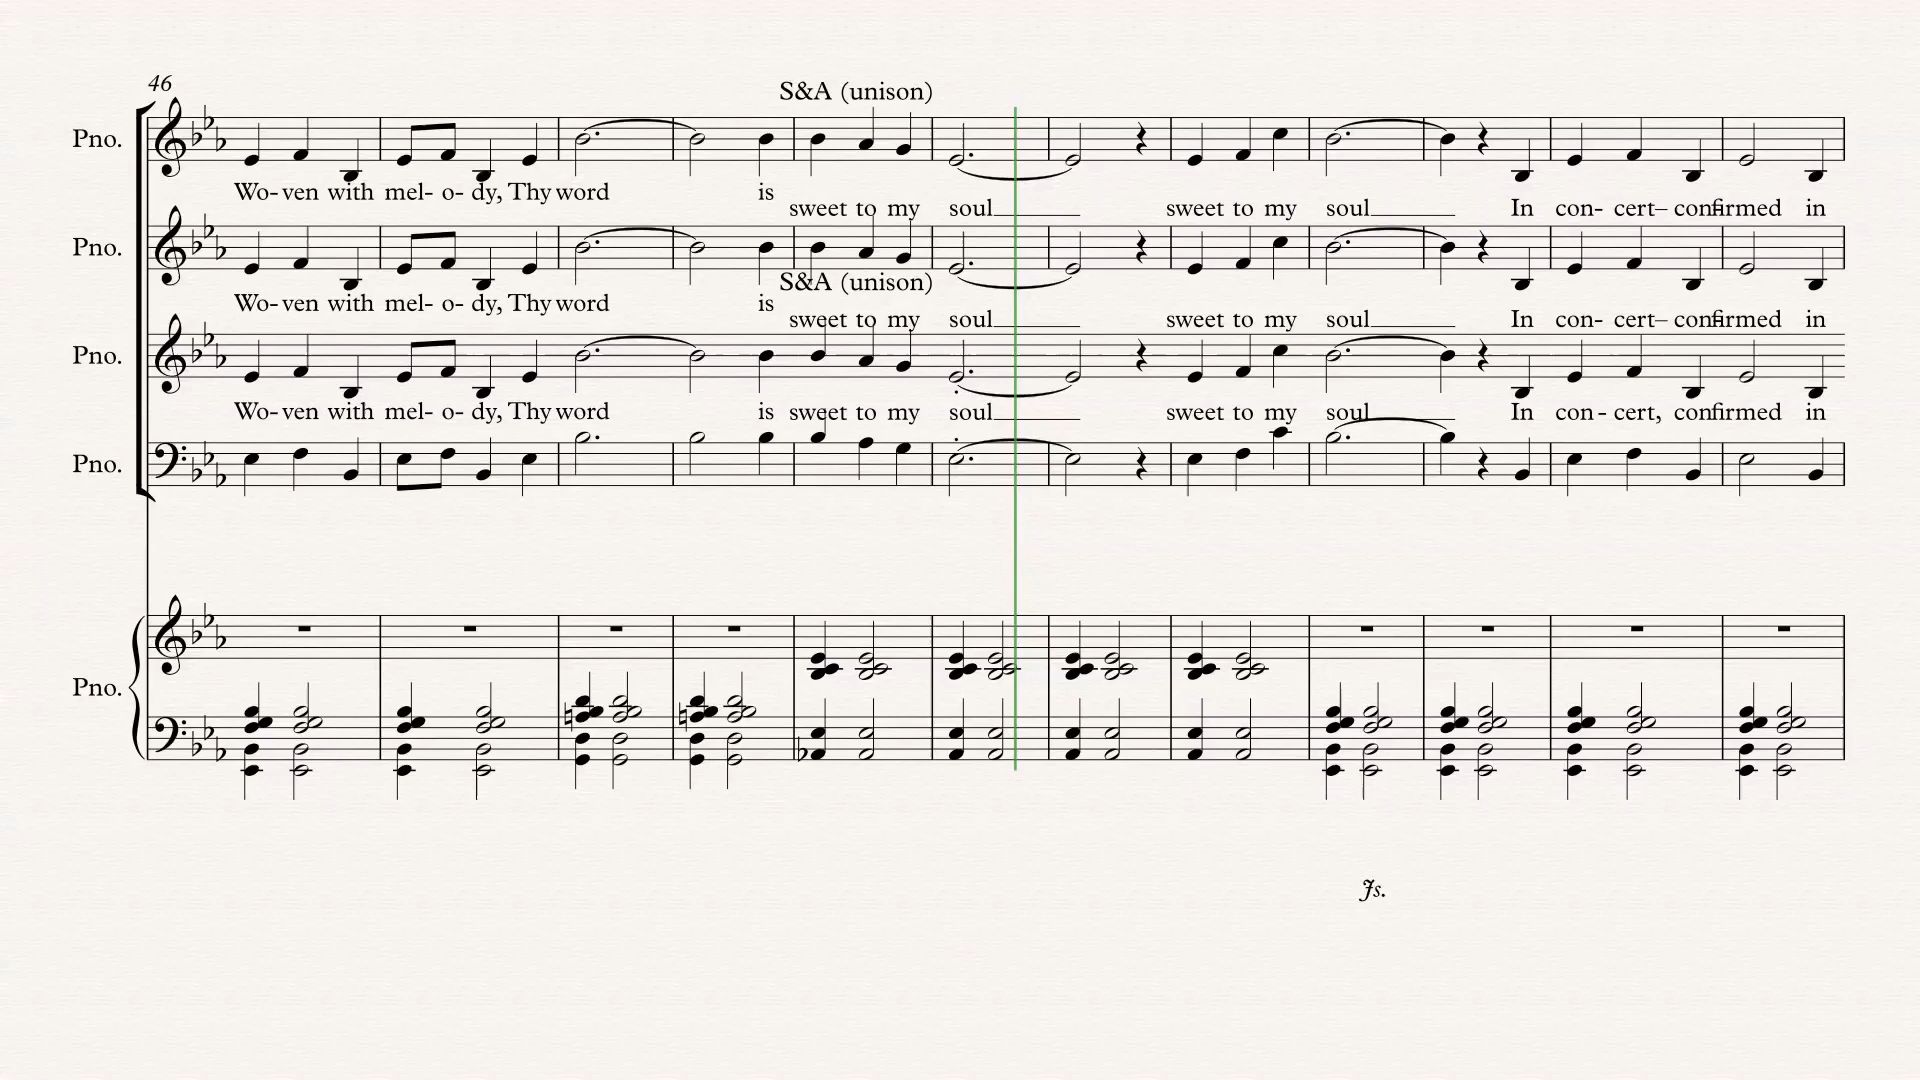 46
S&A (unison)
Pno.
Wo- ven with mel- o- dy, Thy word is
sweet to my soul sweet to my soul In con- cert– confirmed in
Pno.
S&A (unison)
Wo- ven with mel- o- dy, Thy word is
sweet to my soul sweet to my soul In con- cert– confirmed in
Pno.
Wo- ven with mel- o- dy, Thy word is sweet to my soul sweet to my soul In con - cert, confirmed in
Pno.
Pno.